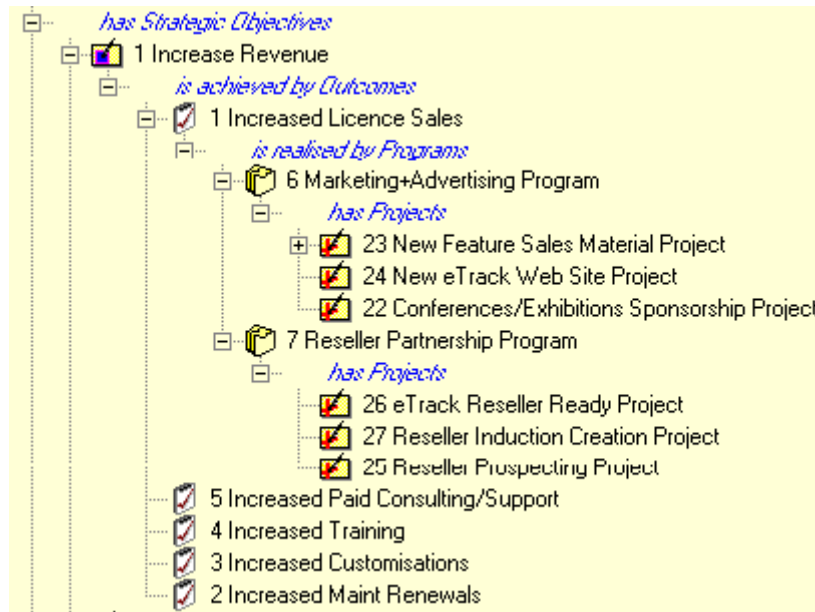 has Strategic Objectives
1 Increase Revenue
is achieved by Outcomes
1 Increased Licence Sales
is realised by Programs
6 Marketing+Advertising Program
has Projects
23 New Feature Sales Material Project
24 New eTrack Web Site Project
22 Conferences/Exhibitions Sponsorship Project
7 Reseller Partnership Program
has Projects
26 eTrack Reseller Ready Project
27 Reseller Induction Creation Project
25 Reseller Prospecting Project
5 Increased Paid Consulting/Support
4 Increased Training
3 Increased Customisations
2 Increased Maint Renewals